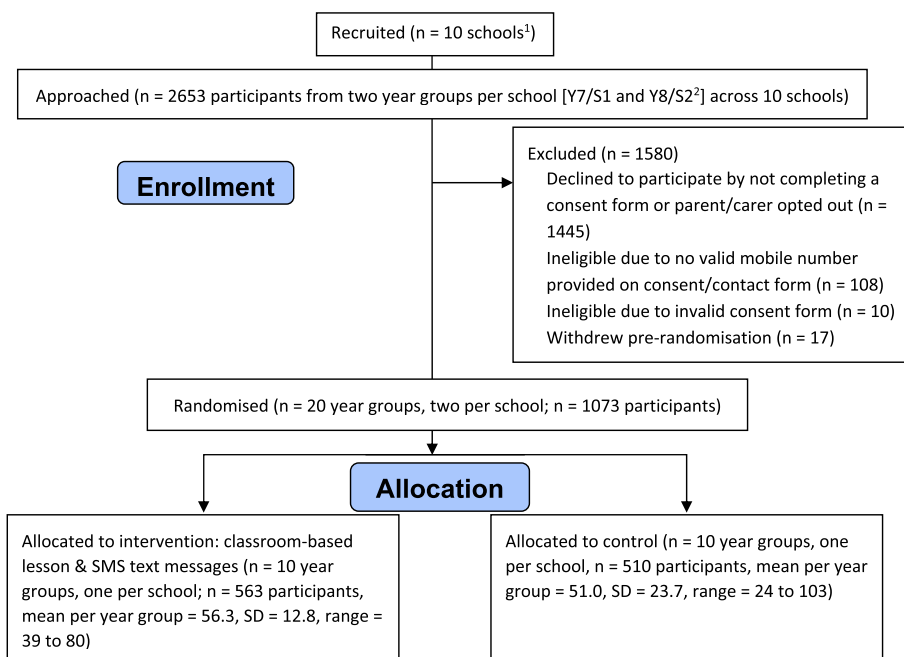 Recruited (n = 10 schools¹)
Approached (n = 2653 participants from two year groups per school [Y7/S1 and Y8/S2²] across 10 schools)
Excluded (n = 1580)
Declined to participate by not completing a
consent form or parent/carer opted out (n =
1445)
Ineligible due to no valid mobile number
provided on consent/contact form (n = 108)
Ineligible due to invalid consent form (n = 10)
Withdrew pre-randomisation (n = 17)
Enrollment
Randomised (n = 20 year groups, two per school; n = 1073 participants)
Allocation
Allocated to intervention: classroom-based
lesson & SMS text messages (n = 10 year
groups, one per school; n = 563 participants,
mean per year group = 56.3, SD = 12.8, range =
39 to 80)
Allocated to control (n = 10 year groups, one
per school, n = 510 participants, mean per year
group = 51.0, SD = 23.7, range = 24 to 103)